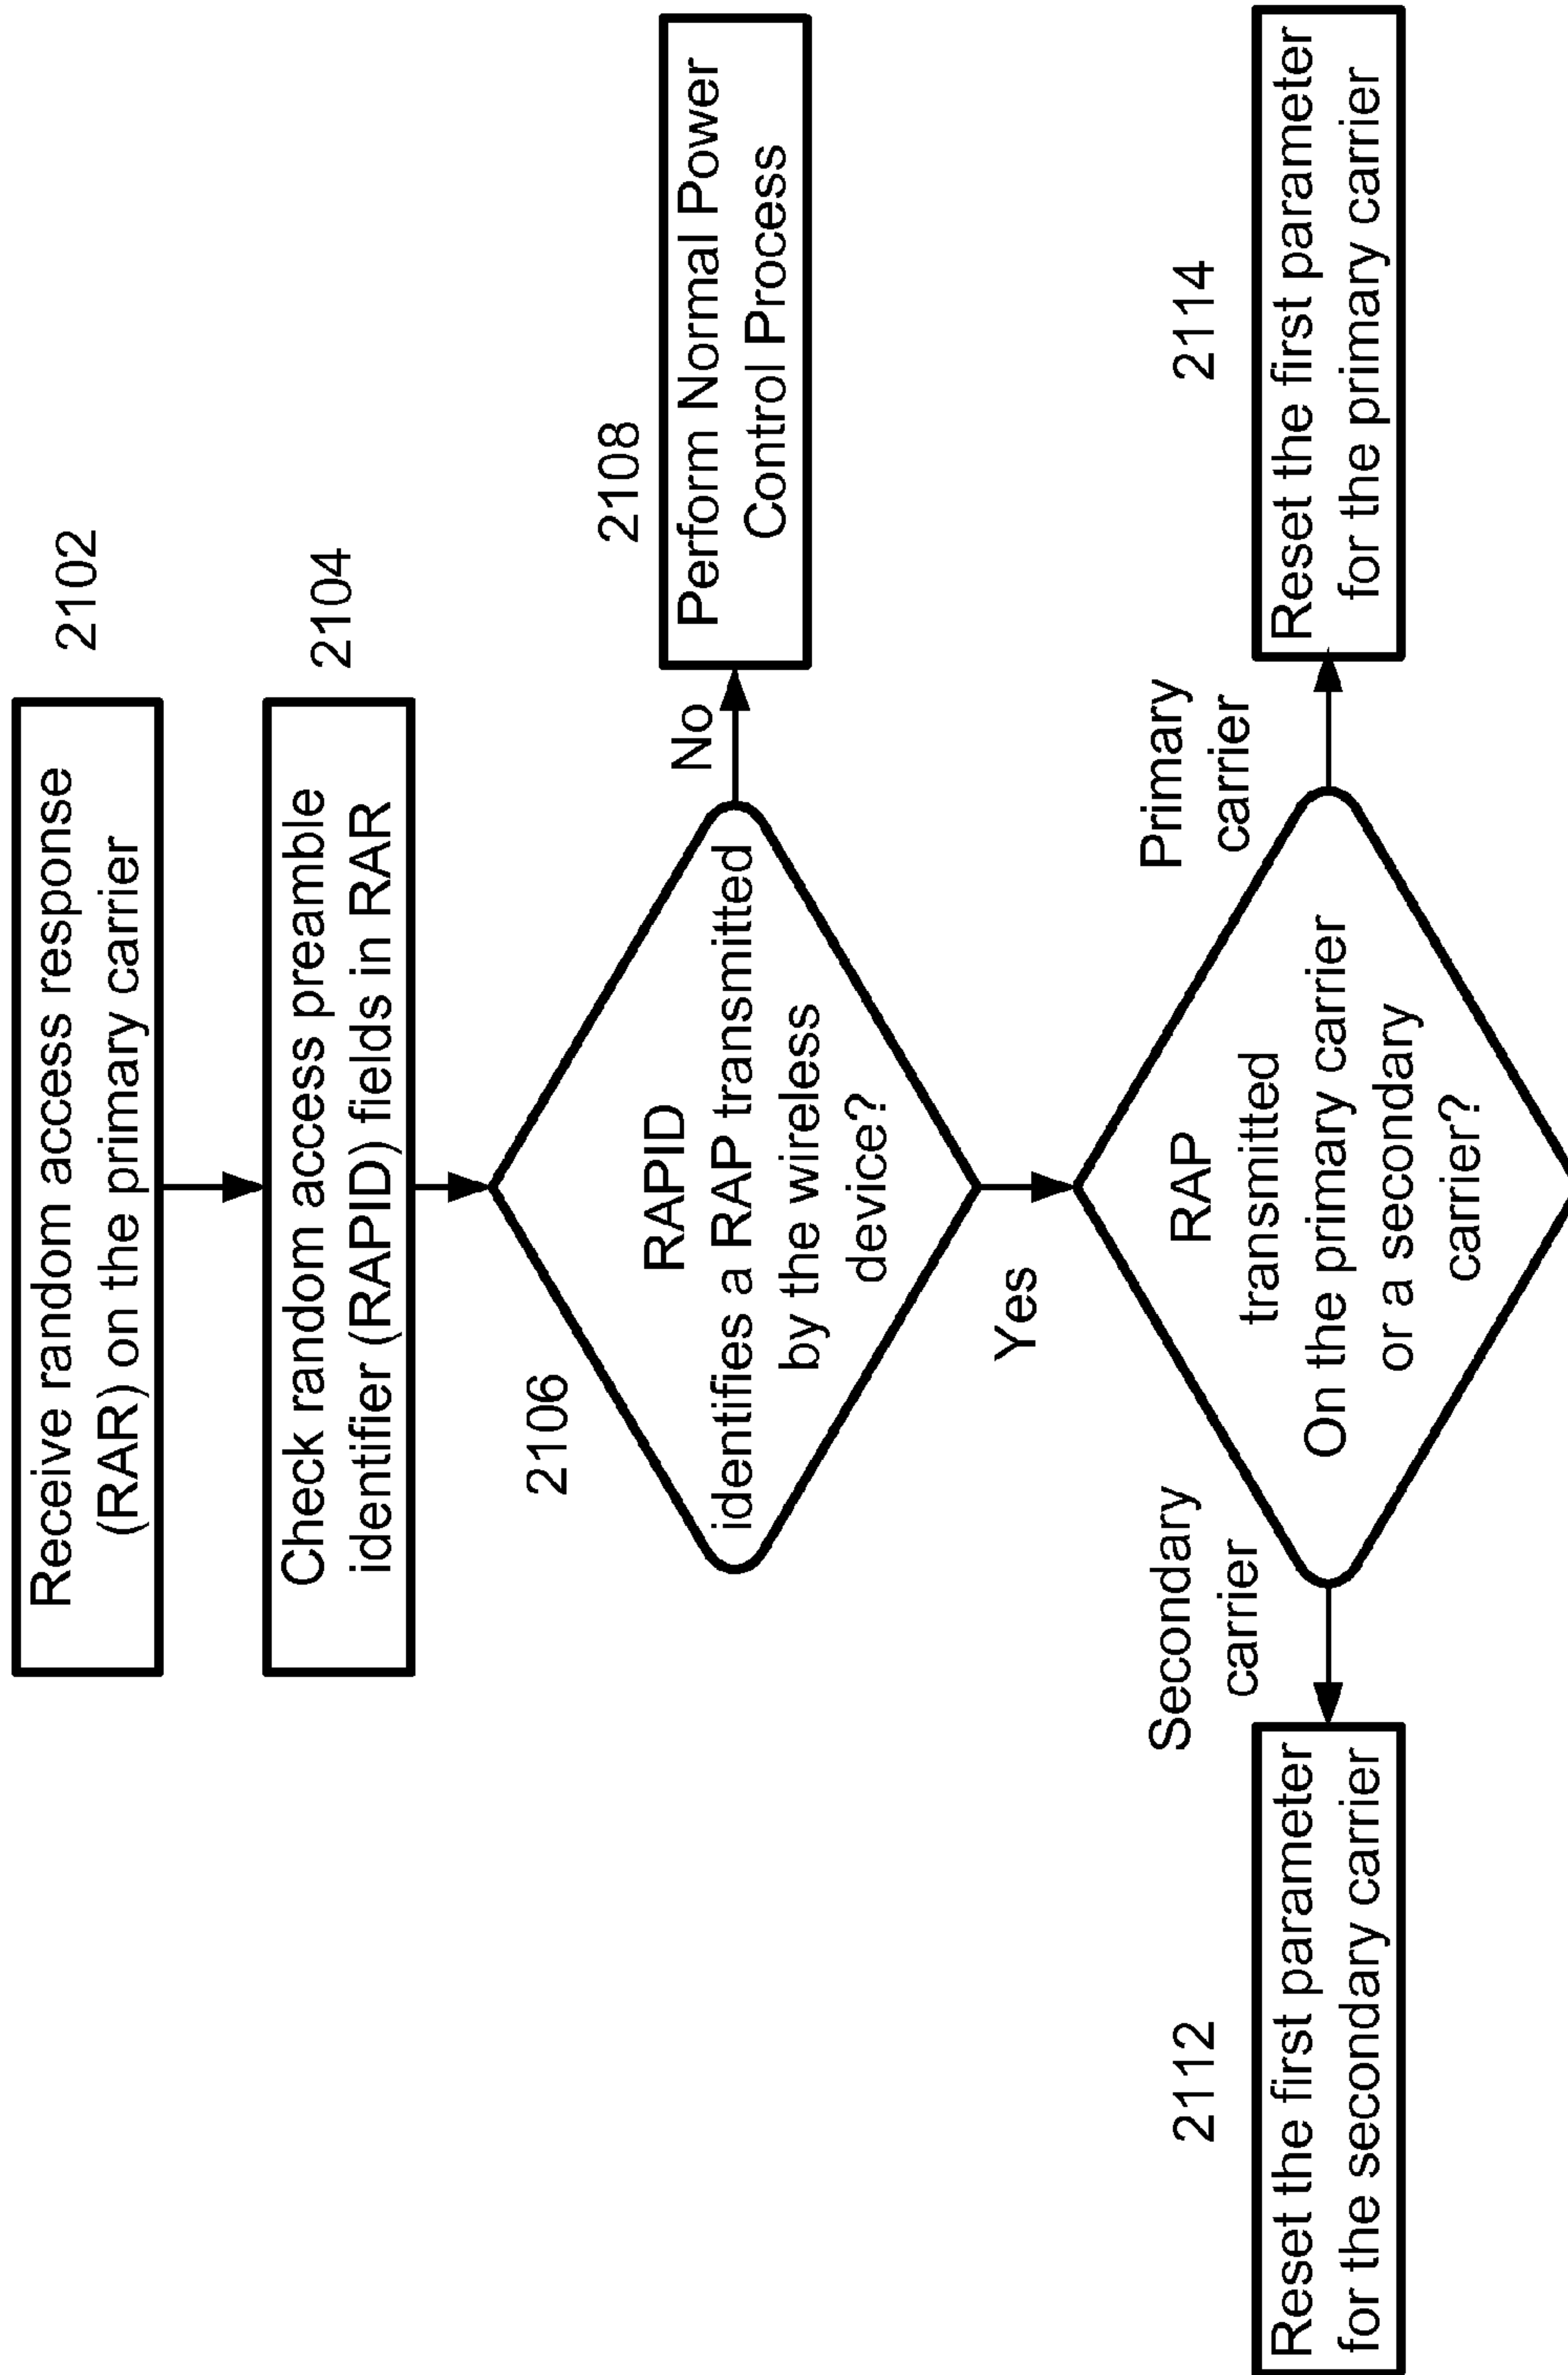 2102
Receive random access response
(RAR) on the primary carrier
2104
Check random access preamble
identifier (RAPID) fields in RAR
2106
RAPID
identifies a RAP transmitted
by the wireless
device?
No
2108
Perform Normal Power
Control Process
Yes
RAP
transmitted
On the primary carrier
or a secondary
carrier?
Secondary
carrier
2112
Reset the first parameter
for the secondary carrier
Primary
carrier
2114
Reset the first parameter
for the primary carrier